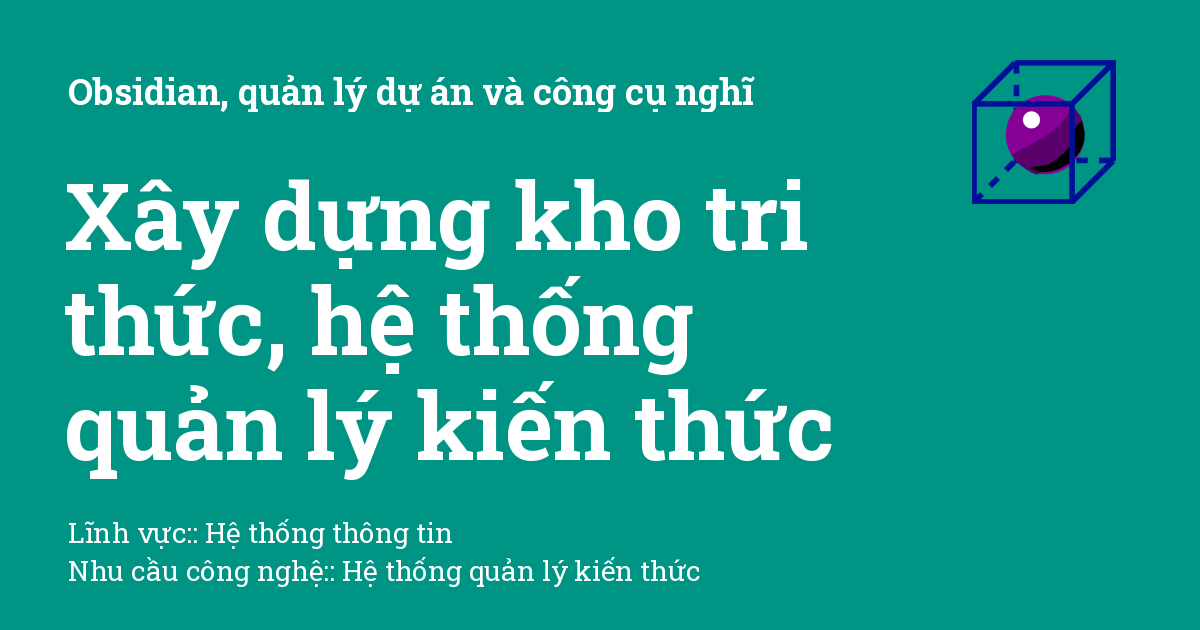 Obsidian, quản lý dự án và công cụ nghĩ
Xây dựng kho tri
thức, hệ thống
quản lý kiến thức
Lĩnh vực:: Hệ thống thông tin
Nhu cầu công nghệ:: Hệ thống quản lý kiến thức